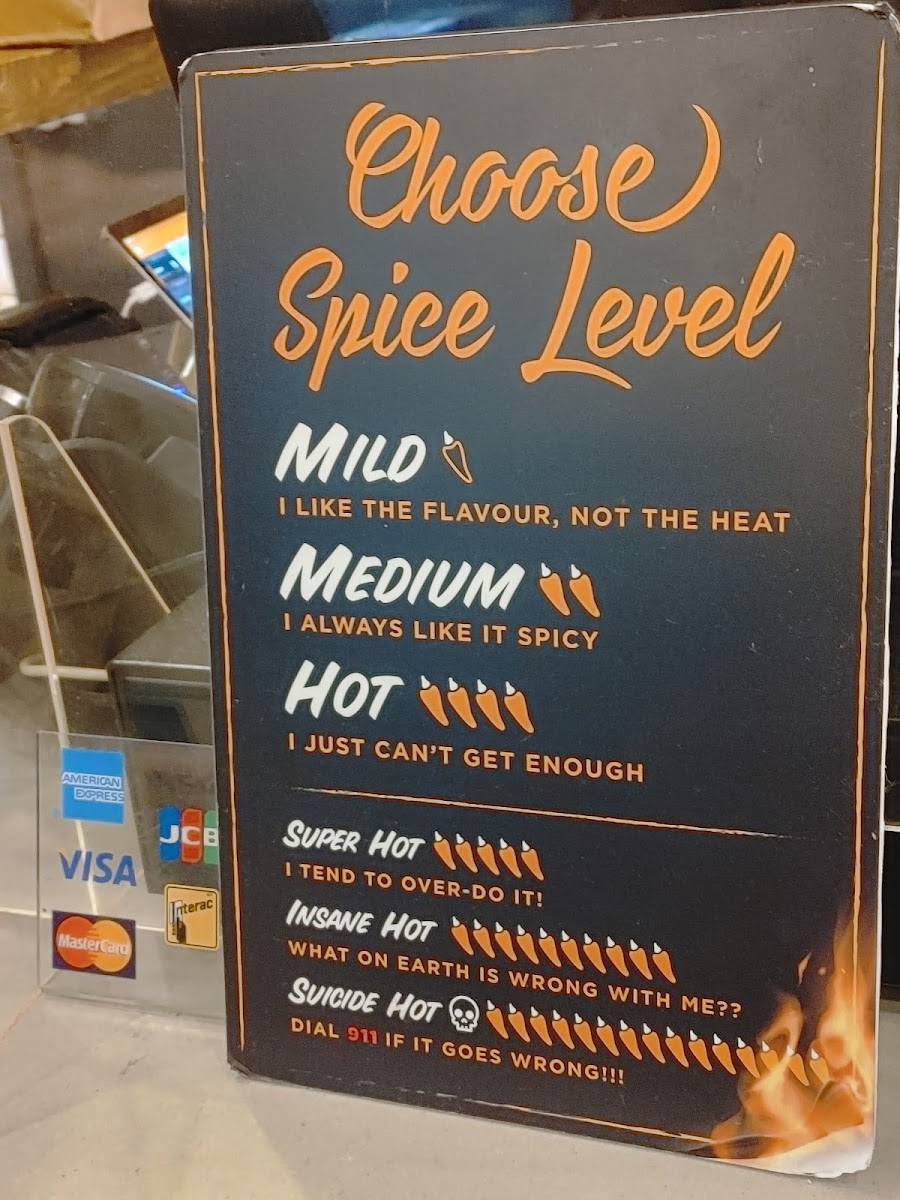 Choose
Spice Level
MILD
I LIKE THE FLAVOUR, NOT THE HEAT
MEDIUM
I ALWAYS LIKE IT SPICY
HOT
I JUST CAN'T GET ENOUGH
SUPER HOT
I TEND TO OVER-DO IT!
INSANE HOT
WHAT ON EARTH IS WRONG WITH ME??
SUICIDE HOT
DIAL 911 IF IT GOES WRONG!!!
AMERICAN
EXPRESS
JCB
VISA
Interac
MasterCard